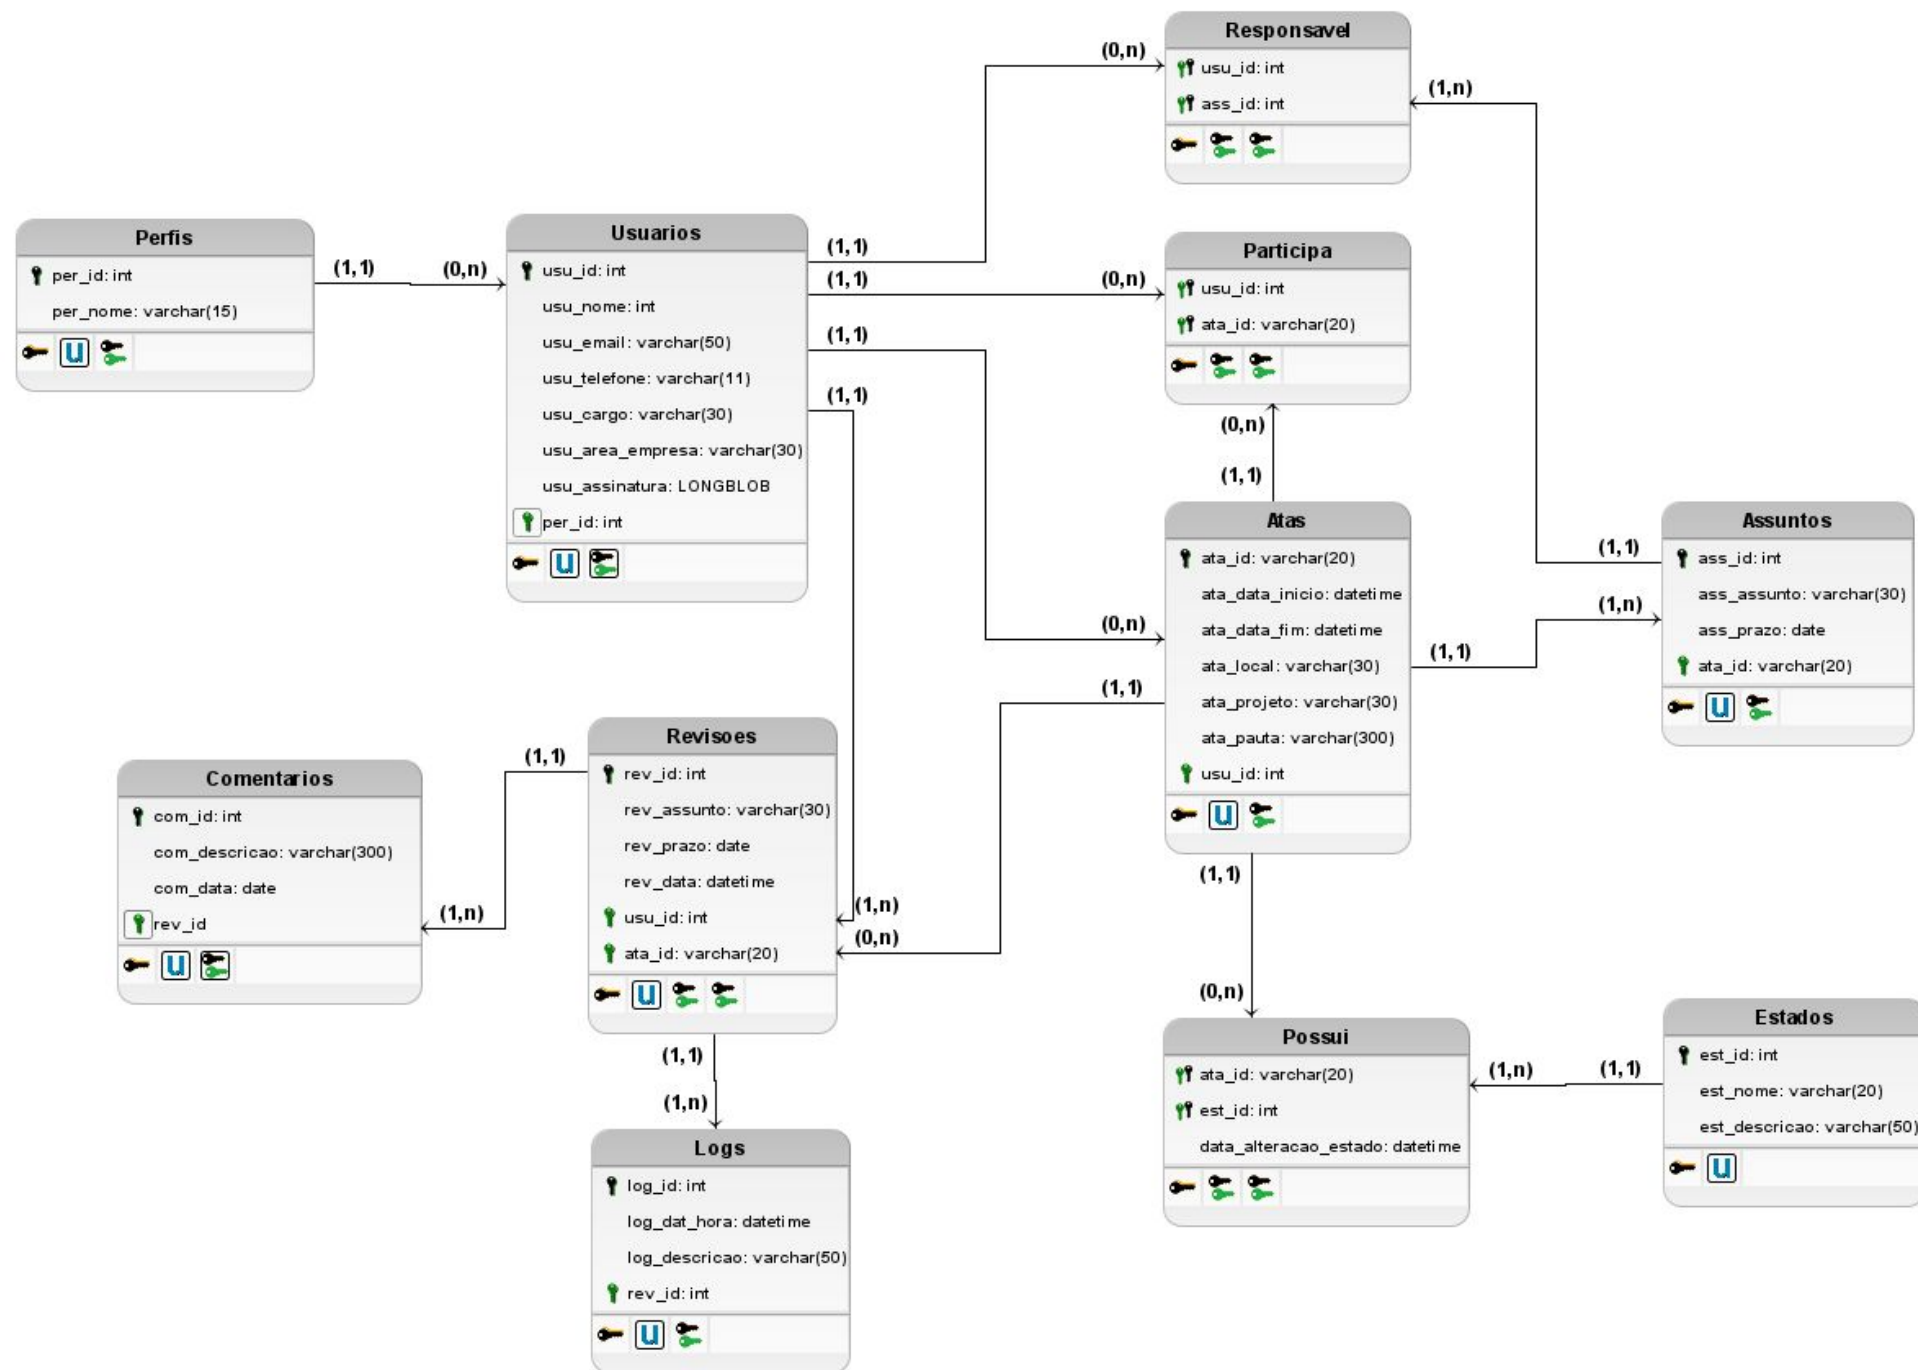 Responsavel
usu_id: int
ass_id: int
(0,n)
(1,n)
Perfis
per_id: int
per_nome: varchar(15)
U
(1,1)
(0,n)
Usuarios
usu_id: int
usu_nome: int
usu_email: varchar(50)
usu_telefone: varchar(11)
usu_cargo: varchar(30)
usu_area_empresa: varchar(30)
usu_assinatura: LONGBLOB
per_id: int
U
(1,1)
(1,1)
(1,1)
(1,1)
(0,n)
Participa
usu_id: int
ata_id: varchar(20)
(0,n)
(1,1)
Atas
ata_id: varchar(20)
ata_data_inicio: datetime
ata_data_fim: datetime
ata_local: varchar(30)
ata_projeto: varchar(30)
ata_pauta: varchar(300)
usu_id: int
U
(0,n)
(1,1)
(1,1)
(1,1)
(1,n)
Assuntos
ass_id: int
ass_assunto: varchar(30)
ass_prazo: date
ata_id: varchar(20)
U
Revisoes
rev_id: int
rev_assunto: varchar(30)
rev_prazo: date
rev_data: datetime
usu_id: int
ata_id: varchar(20)
U
(1,1)
(1,n)
(1,n)
(0,n)
Comentarios
com_id: int
com_descricao: varchar(300)
com_data: date
rev_id
U
(1,1)
(1,n)
Logs
log_id: int
log_dat_hora: datetime
log_descricao: varchar(50)
rev_id: int
U
(1,1)
(0,n)
Possui
ata_id: varchar(20)
est_id: int
data_alteracao_estado: datetime
(1,n)
(1,1)
Estados
est_id: int
est_nome: varchar(20)
est_descricao: varchar(50)
U